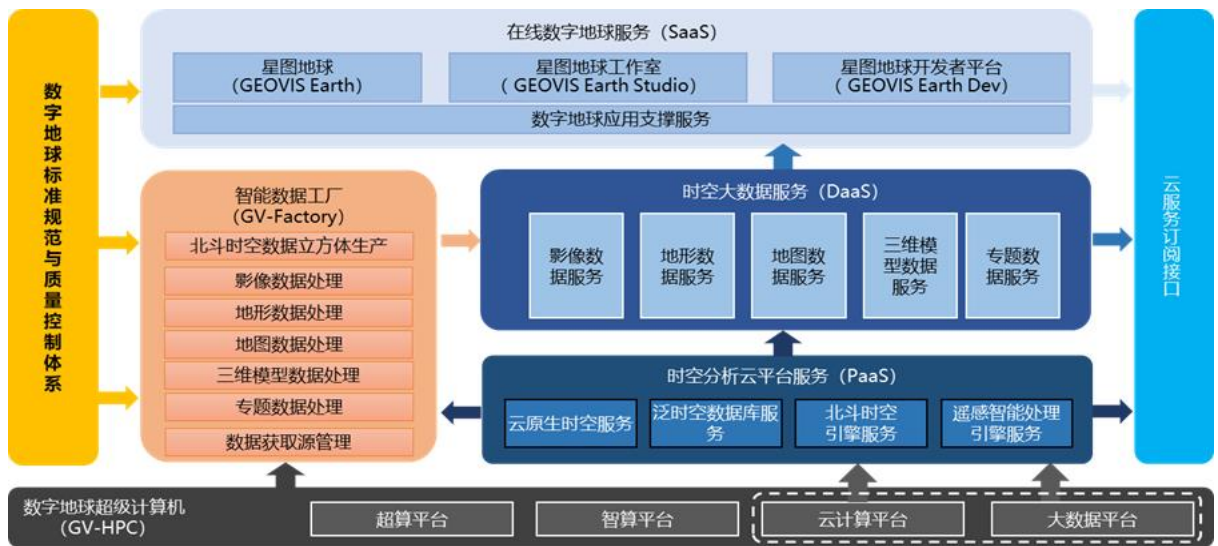 数字地球标准规范与质量控制体系
在线数字地球服务（SaaS）
星图地球
(GEOVIS Earth)
星图地球工作室
( GEOVIS Earth Studio)
星图地球开发者平台
( GEOVIS Earth Dev)
数字地球应用支撑服务
智能数据工厂
(GV-Factory)
北斗时空数据立方体生产
影像数据处理
地形数据处理
地图数据处理
三维模型数据处理
专题数据处理
数据获取源管理
时空大数据服务（DaaS）
影像数
据服务
地形数
据服务
地图数
据服务
三维模
型数据
服务
专题数
据服务
时空分析云平台服务（PaaS）
云原生时空服务
泛时空数据库服
务
北斗时空
引擎服务
遥感智能处理
引擎服务
云服务订阅接口
数字地球超级计算机
(GV-HPC)
超算平台
智算平台
云计算平台
大数据平台